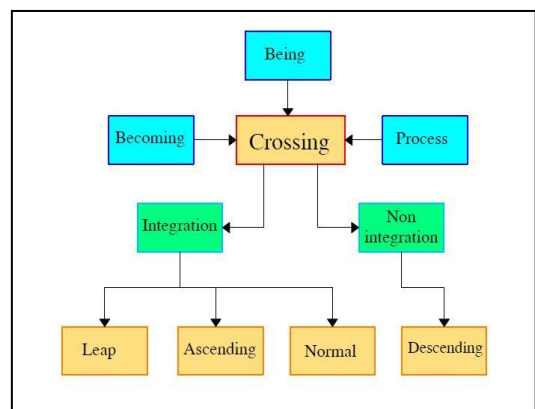 Being
Becoming
Crossing
Process
Integration
Non
integration
Leap
Ascending
Normal
Descending